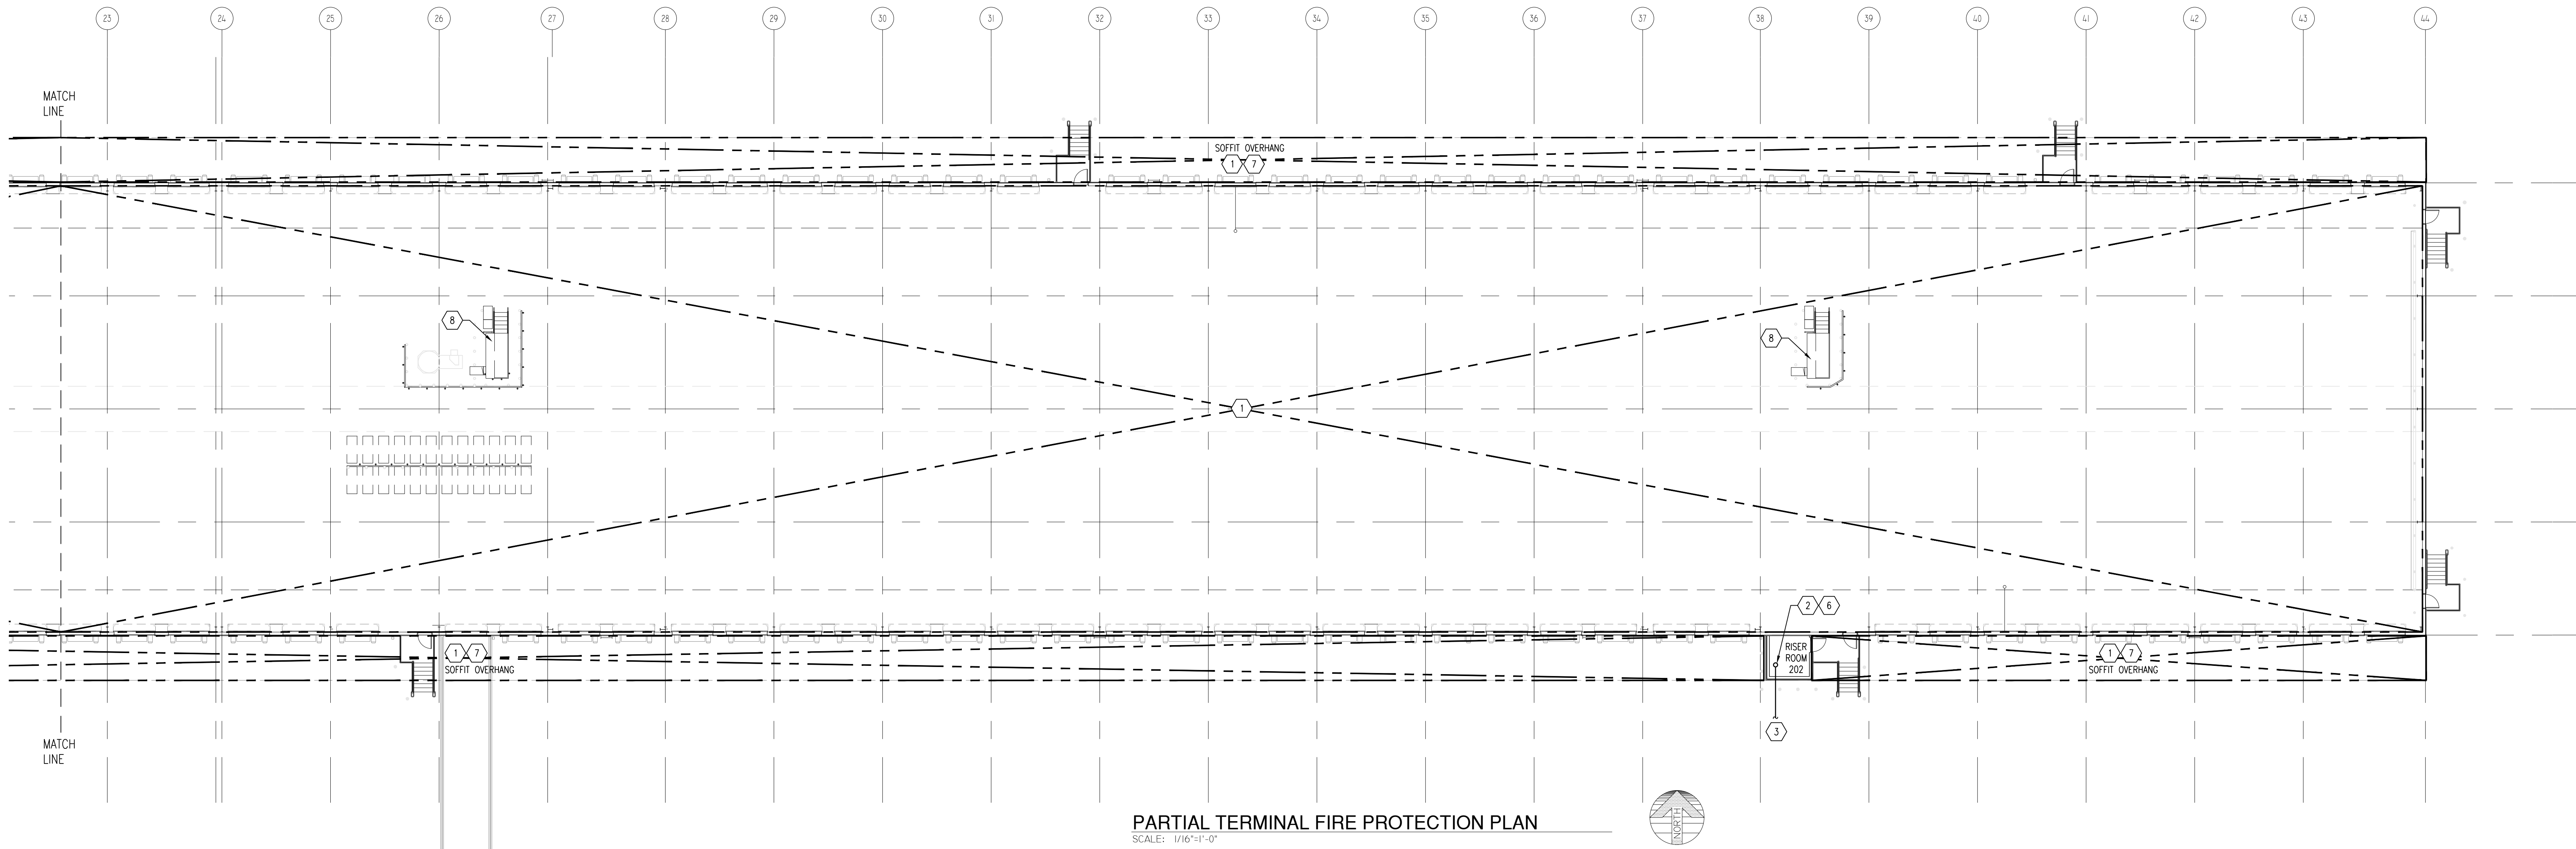 23 24 25 26 27 28 29 30 31 32 33 34 35 36 37 38 39 40 41 42 43 44
MATCH
LINE
SOFFIT OVERHANG
1 7
8
8
1
2 6
1 7
SOFFIT OVERHANG
RISER
ROOM
202
1 7
SOFFIT OVERHANG
3
MATCH
LINE
PARTIAL TERMINAL FIRE PROTECTION PLAN
SCALE: 1/16"=1'-0"
NORTH